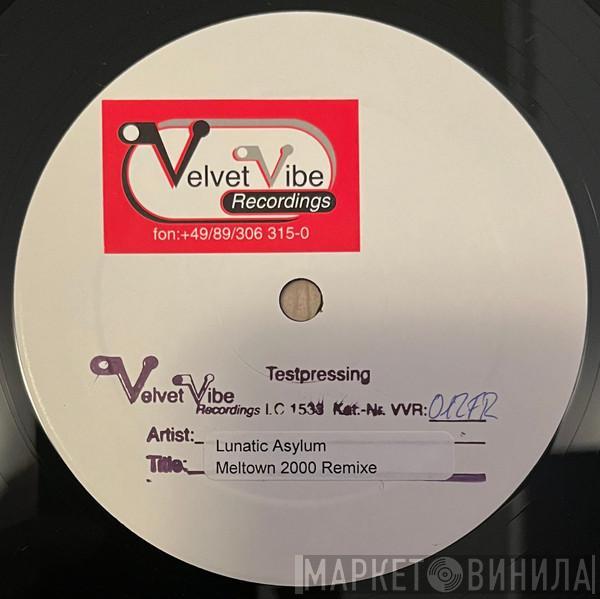 Velvet Vibe
Recordings
fon:+49/89/306 315-0
Testpressing
Velvet Vibe
Recordings LC 1533 Kat.-Nr. VVR: 012FR
Artist: Lunatic Asylum
Title: Meltown 2000 Remixe
МАРКЕТ ВИНИЛА